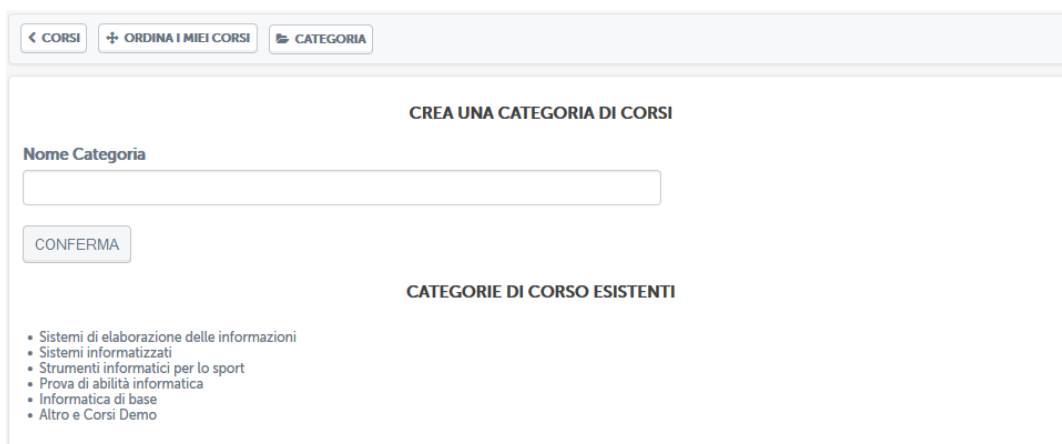 CORSI ORDINA I MIEI CORSI CATEGORIA
CREA UNA CATEGORIA DI CORSI
Nome Categoria
CONFERMA
CATEGORIE DI CORSO ESISTENTI
• Sistemi di elaborazione delle informazioni
• Sistemi informatizzati
• Strumenti informatici per lo sport
• Prova di abilità informatica
• Informatica di base
• Altro e Corsi Demo